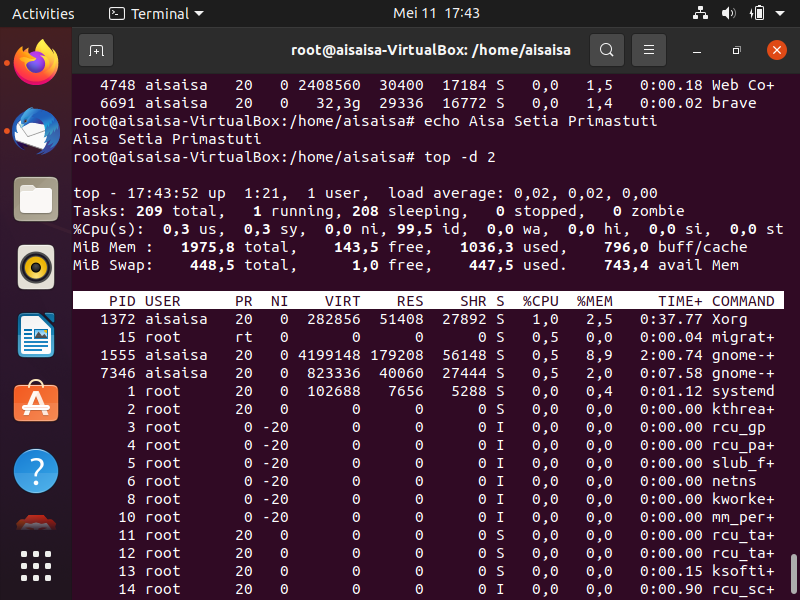 Activities Terminal Mei 11 17:43
root@aisaisa-VirtualBox: /home/aisaisa
4748 aisaisa 20 0 2408560 30400 17184 S 0,0 1,5 0:00.18 Web Co+
6691 aisaisa 20 0 32,3g 29336 16772 S 0,0 1,4 0:00.02 brave
root@aisaisa-VirtualBox:/home/aisaisa# echo Aisa Setia Primastuti
Aisa Setia Primastuti
root@aisaisa-VirtualBox:/home/aisaisa# top -d 2
top - 17:43:52 up 1:21, 1 user, load average: 0,02, 0,02, 0,00
Tasks: 209 total, 1 running, 208 sleeping, 0 stopped, 0 zombie
%Cpu(s): 0,3 us, 0,3 sy, 0,0 ni, 99,5 id, 0,0 wa, 0,0 hi, 0,0 si, 0,0 st
MiB Mem : 1975,8 total, 143,5 free, 1036,3 used, 796,0 buff/cache
MiB Swap: 448,5 total, 1,0 free, 447,5 used. 743,4 avail Mem
PID USER PR NI VIRT RES SHR S %CPU %MEM TIME+ COMMAND
1372 aisaisa 20 0 282856 51408 27892 S 1,0 2,5 0:37.77 Xorg
15 root rt 0 0 0 0 S 0,5 0,0 0:00.04 migrat+
1555 aisaisa 20 0 4199148 179208 56148 S 0,5 8,9 2:00.74 gnome-+
7346 aisaisa 20 0 823336 40060 27444 S 0,5 2,0 0:07.58 gnome-+
1 root 20 0 102688 7656 5288 S 0,0 0,4 0:01.12 systemd
2 root 20 0 0 0 0 S 0,0 0,0 0:00.00 kthrea+
3 root 0 -20 0 0 0 I 0,0 0,0 0:00.00 rcu_gp
4 root 0 -20 0 0 0 I 0,0 0,0 0:00.00 rcu_pa+
5 root 0 -20 0 0 0 I 0,0 0,0 0:00.00 slub_f+
6 root 0 -20 0 0 0 I 0,0 0,0 0:00.00 netns
8 root 0 -20 0 0 0 I 0,0 0,0 0:00.00 kworke+
10 root 0 -20 0 0 0 I 0,0 0,0 0:00.00 mm_per+
11 root 20 0 0 0 0 S 0,0 0,0 0:00.00 rcu_ta+
12 root 20 0 0 0 0 S 0,0 0,0 0:00.00 rcu_ta+
13 root 20 0 0 0 0 S 0,0 0,0 0:00.15 ksofti+
14 root 20 0 0 0 0 I 0,0 0,0 0:00.90 rcu_sc+